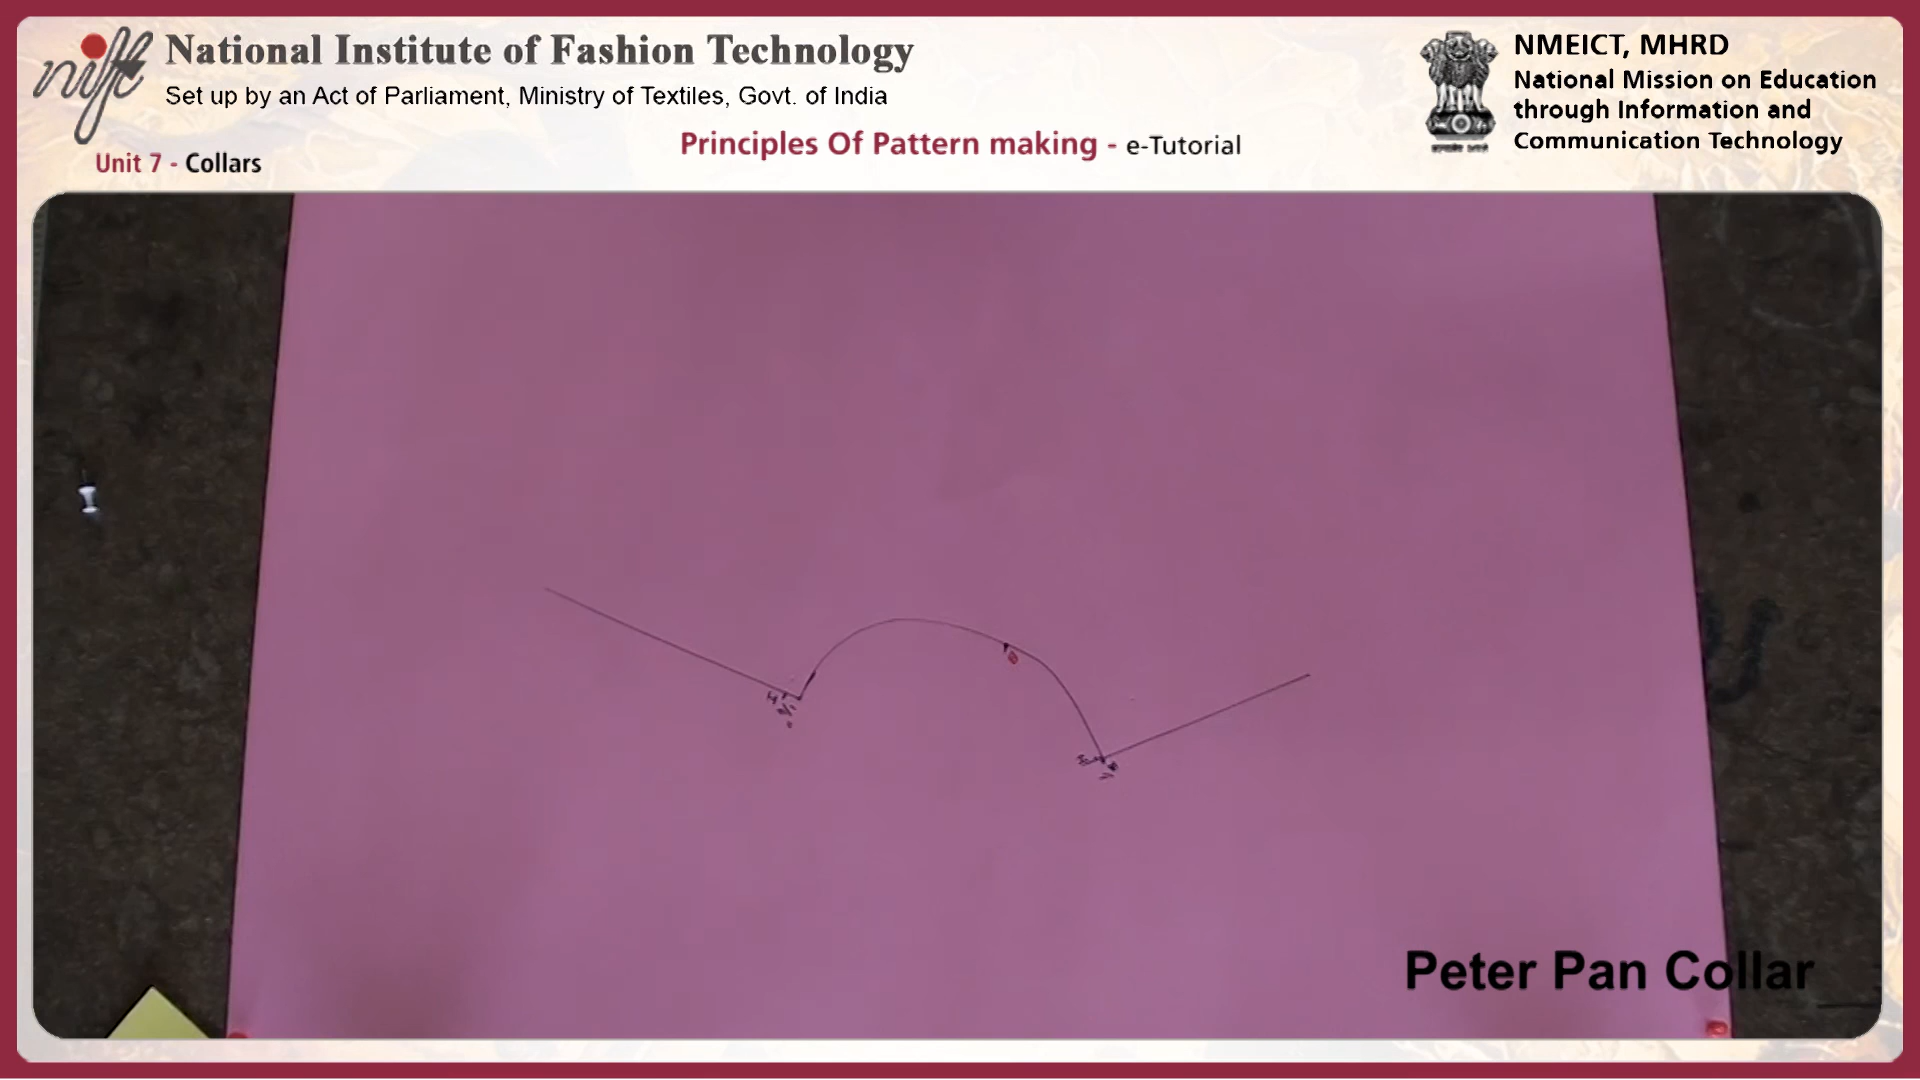 nift
National Institute of Fashion Technology
Set up by an Act of Parliament, Ministry of Textiles, Govt. of India
NMEICT, MHRD
National Mission on Education
through Information and
Communication Technology
Principles Of Pattern making - e-Tutorial
Unit 7 - Collars
Peter Pan Collar